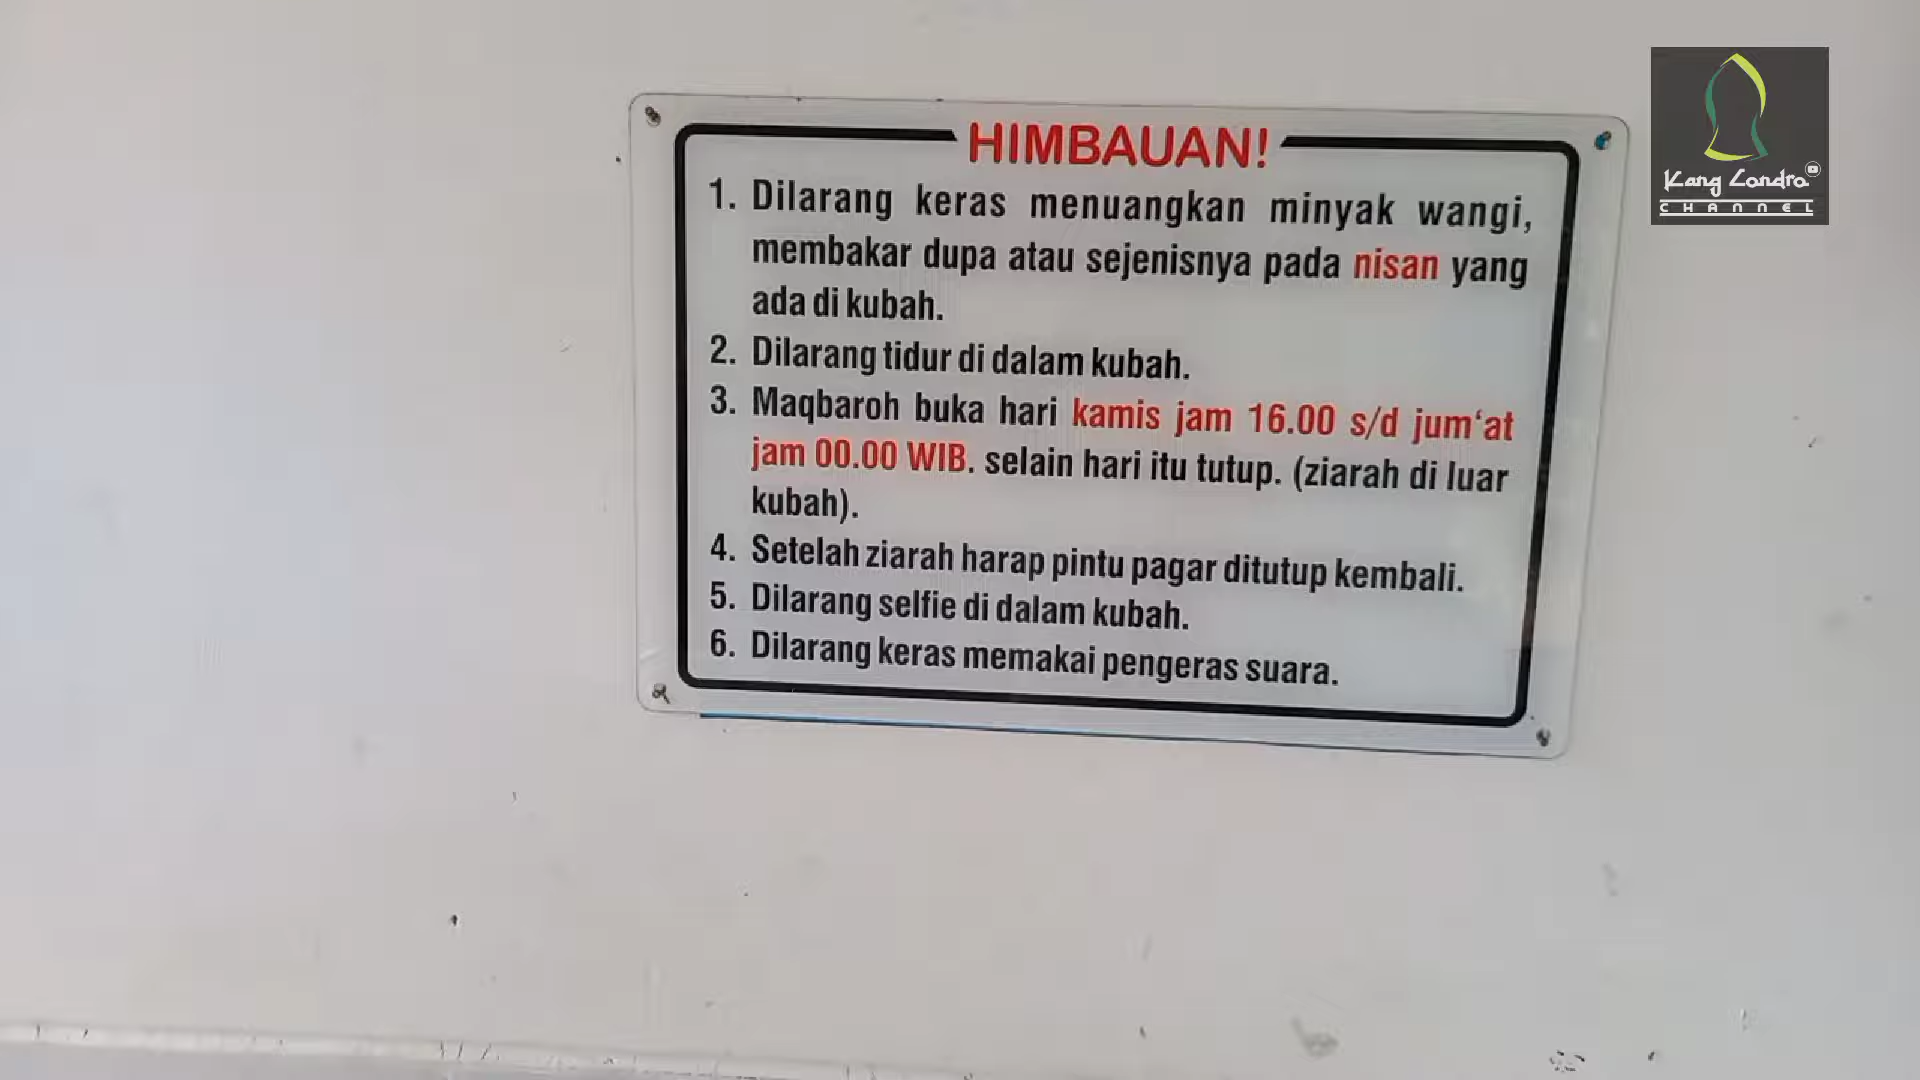 HIMBAUAN!
1. Dilarang keras menuangkan minyak wangi,
membakar dupa atau sejenisnya pada nisan yang
ada di kubah.
2. Dilarang tidur di dalam kubah.
3. Maqbaroh buka hari kamis jam 16.00 s/d jum‘at
jam 00.00 WIB. selain hari itu tutup. (ziarah di luar
kubah).
4. Setelah ziarah harap pintu pagar ditutup kembali.
5. Dilarang selfie di dalam kubah.
6. Dilarang keras memakai pengeras suara.
Kang Londro
CHANNEL